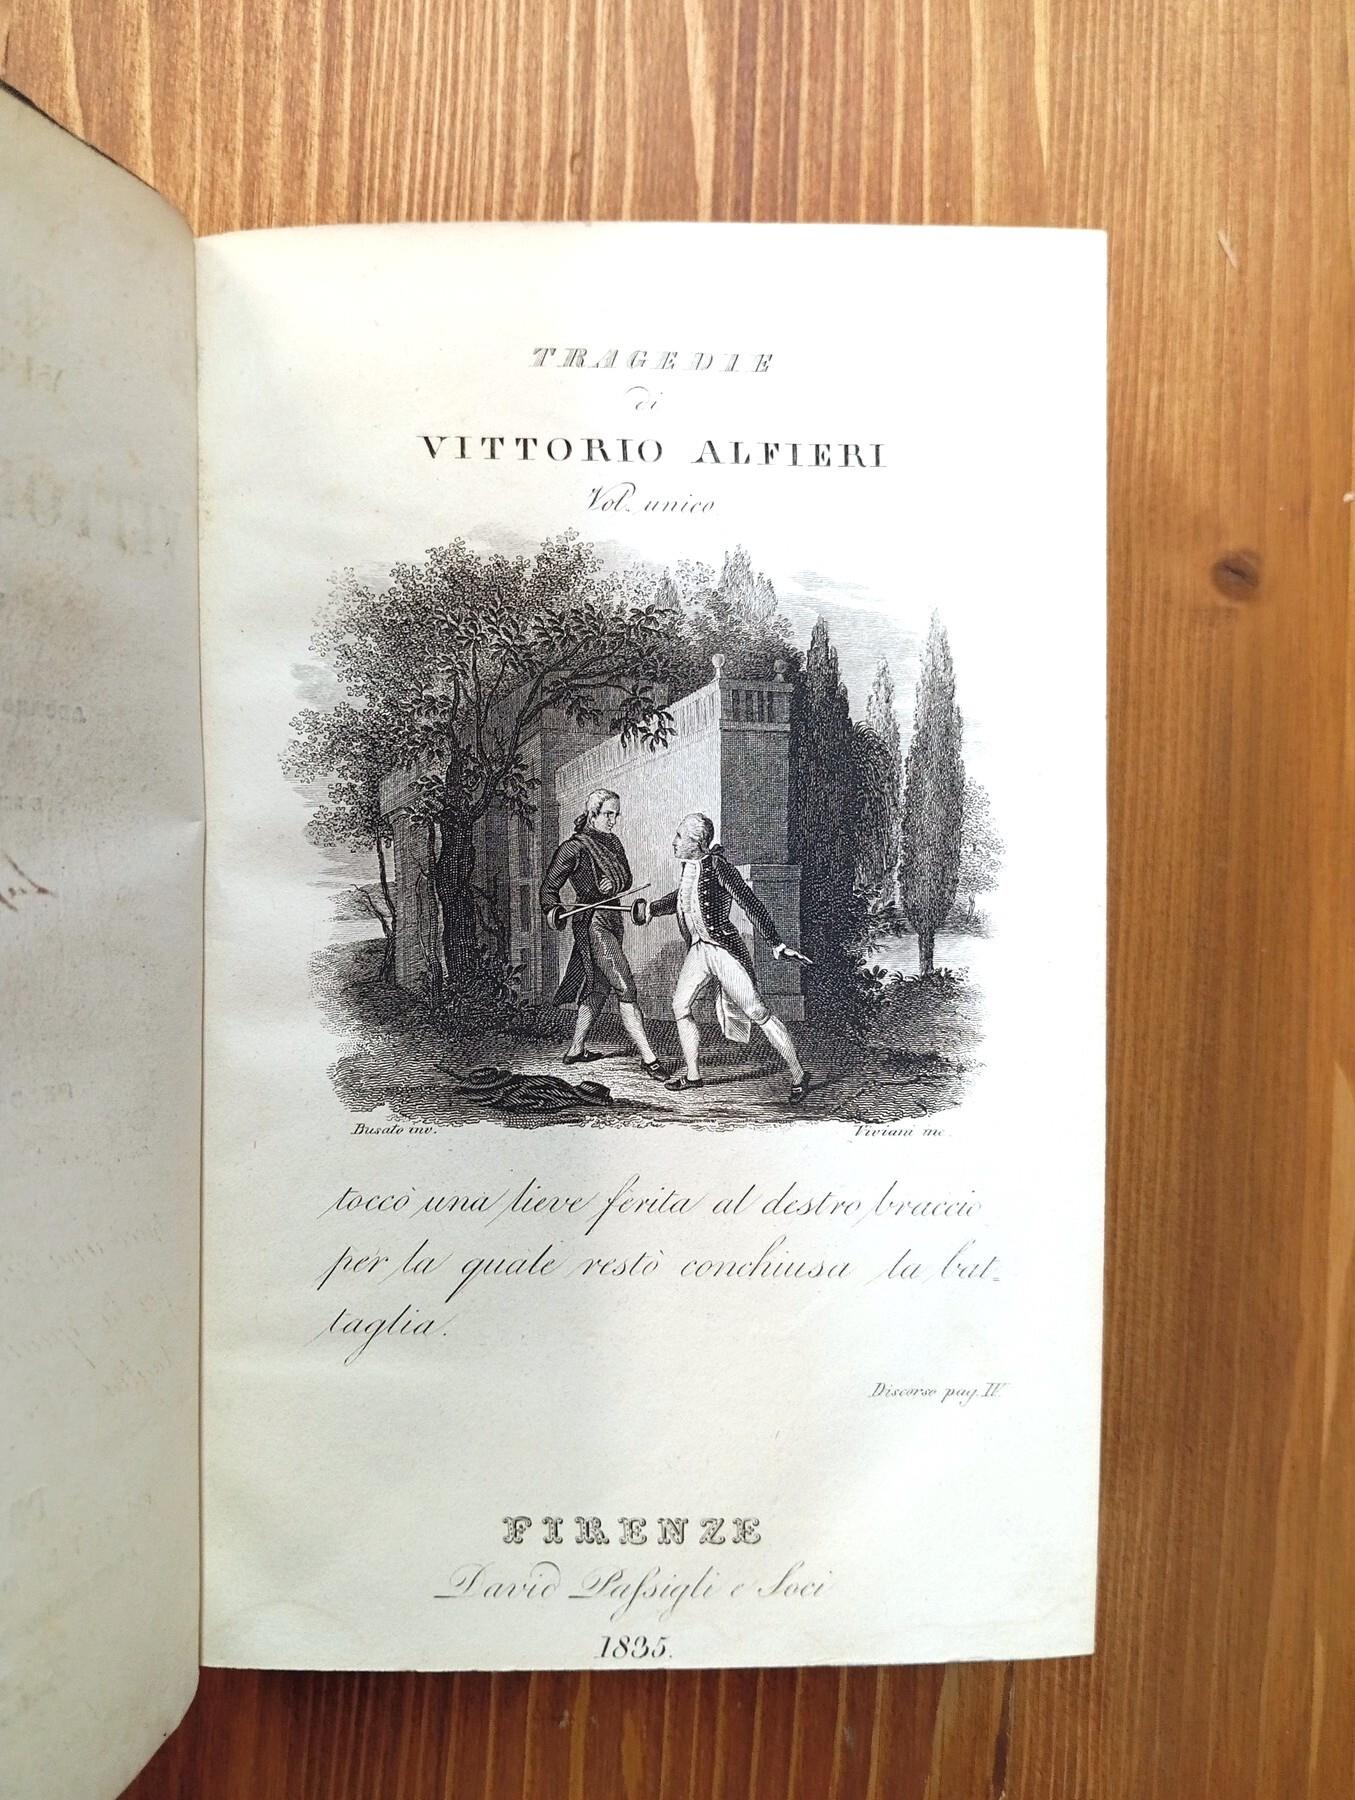 TRAGEDIE
di
VITTORIO ALFIERI
Vol. unico
Busato inv.
Viviani inc.
toccò una lieve ferita al destro braccio
per la quale restò conchiusa la bat-
taglia.
Discorso pag. IV.
FIRENZE
David Passigli e Soci
1835.